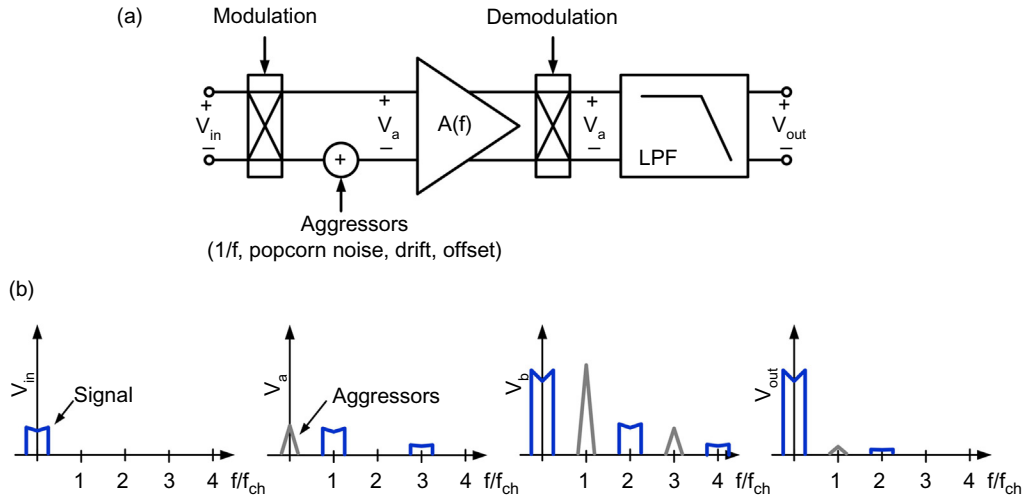 (a)
Modulation
Demodulation
+ + + +
V_in V_a A(f) V_a V_out
− − − −
+
LPF
Aggressors
(1/f, popcorn noise, drift, offset)
(b)
V_in V_a V_b V_out
Signal
Aggressors
1 2 3 4 f/f_ch 1 2 3 4 f/f_ch 1 2 3 4 f/f_ch 1 2 3 4 f/f_ch